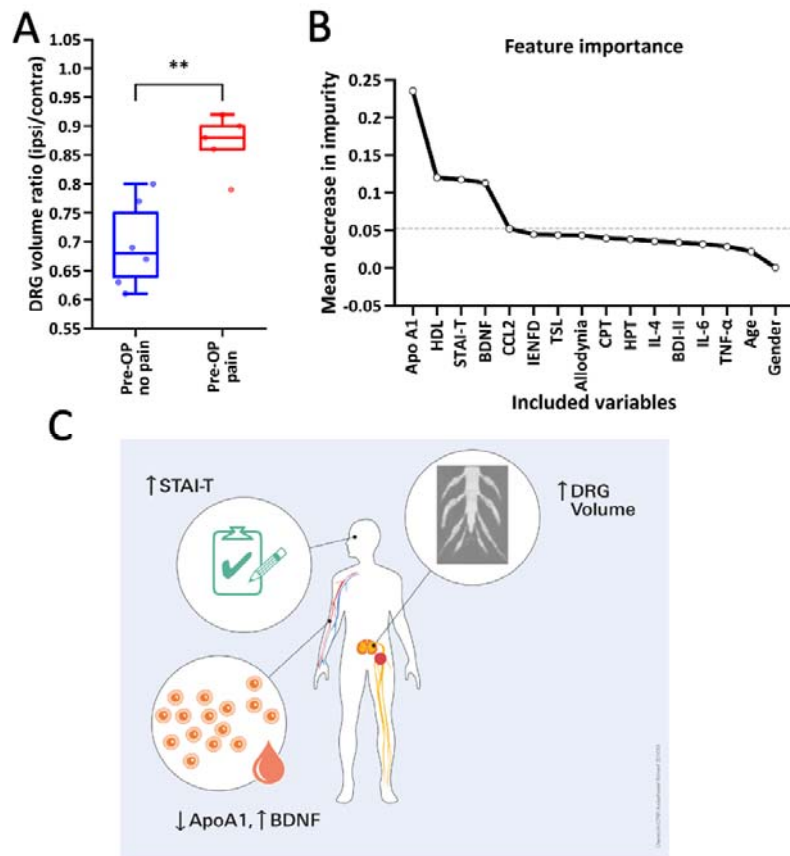 A
1.05
1.0
0.95
0.9
0.85
0.8
0.75
0.7
0.65
0.6
0.55
DRG volume ratio (ipsi/contra)
**
Pre-OP
no pain
Pre-OP
pain
B
Feature importance
0.25
0.20
0.15
0.10
0.05
0.0
-0.05
Mean decrease in impurity
Apo A1
HDL
STAI-T
BDNF
CCL2
IENFD
TSL
Allodynia
CPT
HPT
IL-4
BDI-II
IL-6
TNF-α
Age
Gender
Included variables
C
↑STAI-T
↑DRG
Volume
↓ApoA1, ↑BDNF